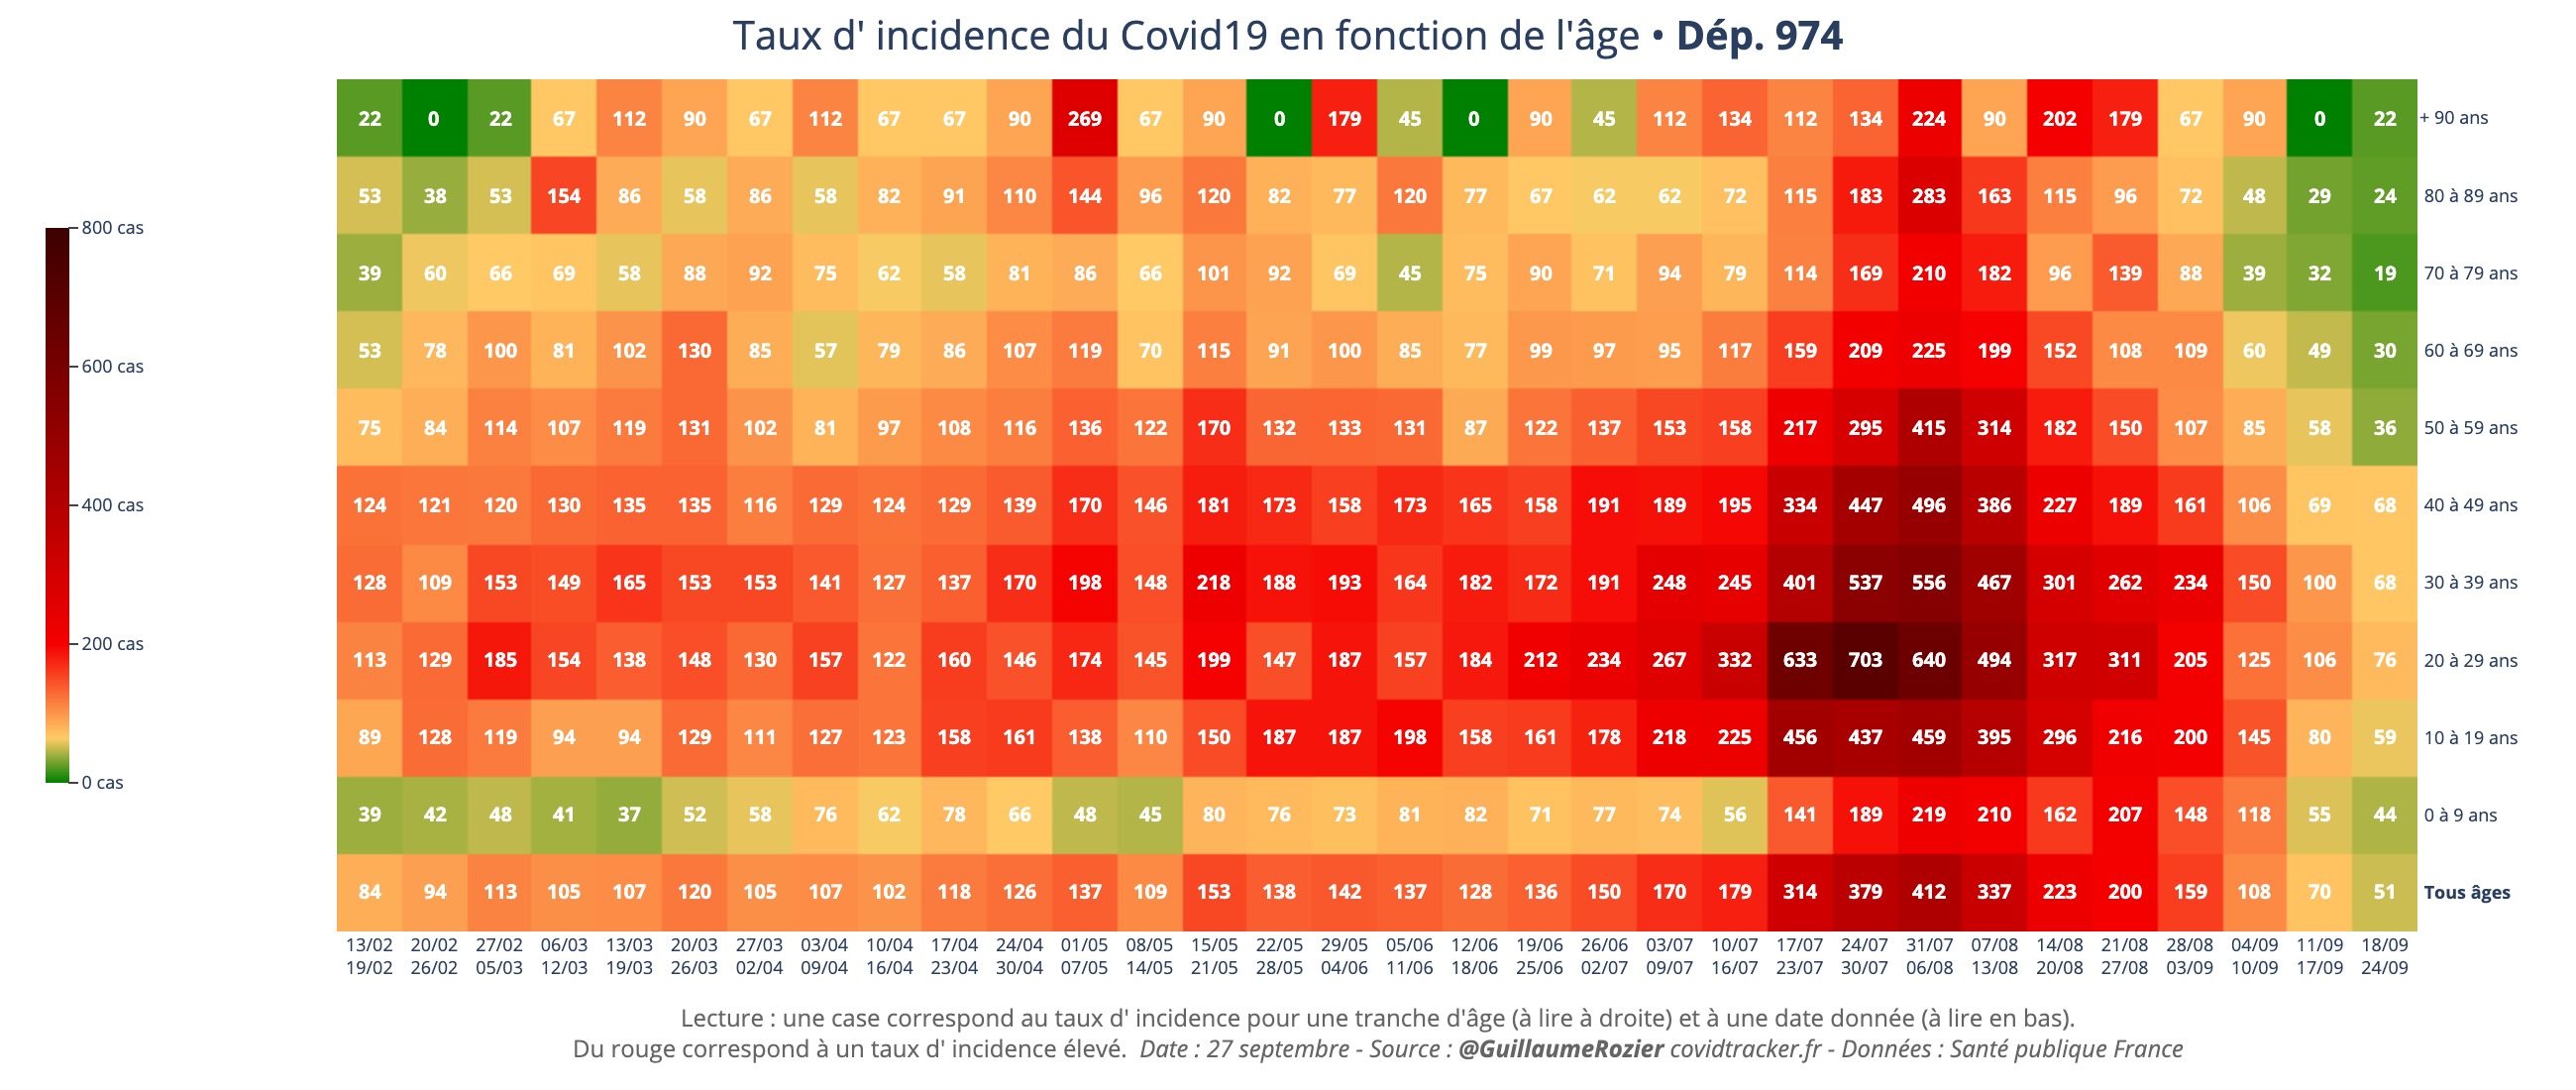 Taux d' incidence du Covid19 en fonction de l'âge • Dép. 974
22 0 22 67 112 90 67 112 67 67 90 269 67 90 0 179 45 0 90 45 112 134 112 134 224 90 202 179 67 90 0 22 + 90 ans
53 38 53 154 86 58 86 58 82 91 110 144 96 120 82 77 120 77 67 62 62 72 115 183 283 163 115 96 72 48 29 24 80 à 89 ans
39 60 66 69 58 88 92 75 62 58 81 86 66 101 92 69 45 75 90 71 94 79 114 169 210 182 96 139 88 39 32 19 70 à 79 ans
53 78 100 81 102 130 85 57 79 86 107 119 70 115 91 100 85 77 99 97 95 117 159 209 225 199 152 108 109 60 49 30 60 à 69 ans
75 84 114 107 119 131 102 81 97 108 116 136 122 170 132 133 131 87 122 137 153 158 217 295 415 314 182 150 107 85 58 36 50 à 59 ans
124 121 120 130 135 135 116 129 124 129 139 170 146 181 173 158 173 165 158 191 189 195 334 447 496 386 227 189 161 106 69 68 40 à 49 ans
128 109 153 149 165 153 153 141 127 137 170 198 148 218 188 193 164 182 172 191 248 245 401 537 556 467 301 262 234 150 100 68 30 à 39 ans
113 129 185 154 138 148 130 157 122 160 146 174 145 199 147 187 157 184 212 234 267 332 633 703 640 494 317 311 205 125 106 76 20 à 29 ans
89 128 119 94 94 129 111 127 123 158 161 138 110 150 187 187 198 158 161 178 218 225 456 437 459 395 296 216 200 145 80 59 10 à 19 ans
39 42 48 41 37 52 58 76 62 78 66 48 45 80 76 73 81 82 71 77 74 56 141 189 219 210 162 207 148 118 55 44 0 à 9 ans
84 94 113 105 107 120 105 107 102 118 126 137 109 153 138 142 137 128 136 150 170 179 314 379 412 337 223 200 159 108 70 51 Tous âges
13/02 20/02 27/02 06/03 13/03 20/03 27/03 03/04 10/04 17/04 24/04 01/05 08/05 15/05 22/05 29/05 05/06 12/06 19/06 26/06 03/07 10/07 17/07 24/07 31/07 07/08 14/08 21/08 28/08 04/09 11/09 18/09
19/02 26/02 05/03 12/03 19/03 26/03 02/04 09/04 16/04 23/04 30/04 07/05 14/05 21/05 28/05 04/06 11/06 18/06 25/06 02/07 09/07 16/07 23/07 30/07 06/08 13/08 20/08 27/08 03/09 10/09 17/09 24/09
800 cas
600 cas
400 cas
200 cas
0 cas
Lecture : une case correspond au taux d' incidence pour une tranche d'âge (à lire à droite) et à une date donnée (à lire en bas).
Du rouge correspond à un taux d' incidence élevé. Date : 27 septembre - Source : @GuillaumeRozier covidtracker.fr - Données : Santé publique France